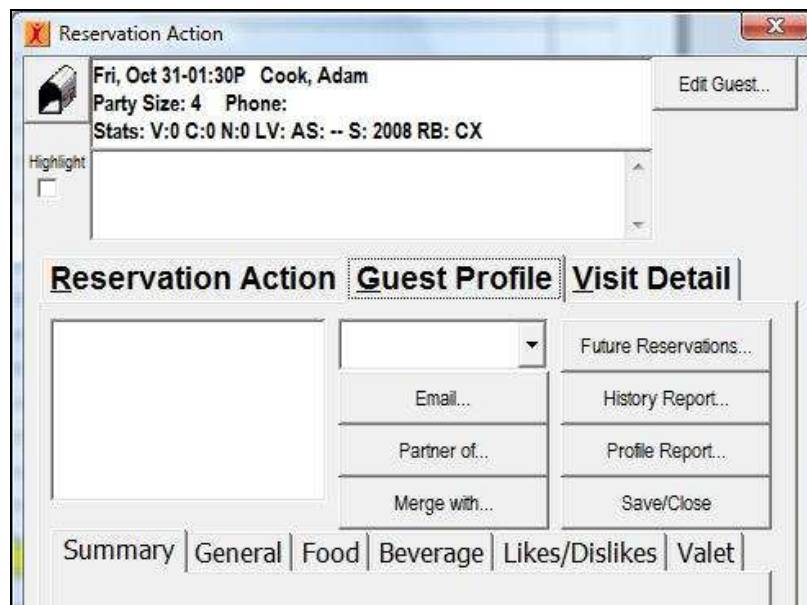 Reservation Action
Fri, Oct 31-01:30P Cook, Adam
Party Size: 4 Phone:
Stats: V:0 C:0 N:0 LV: AS: -- S: 2008 RB: CX
Edit Guest...
Highlight
Reservation Action Guest Profile Visit Detail
Future Reservations...
Email... History Report...
Partner of... Profile Report...
Merge with... Save/Close
Summary General Food Beverage Likes/Dislikes Valet